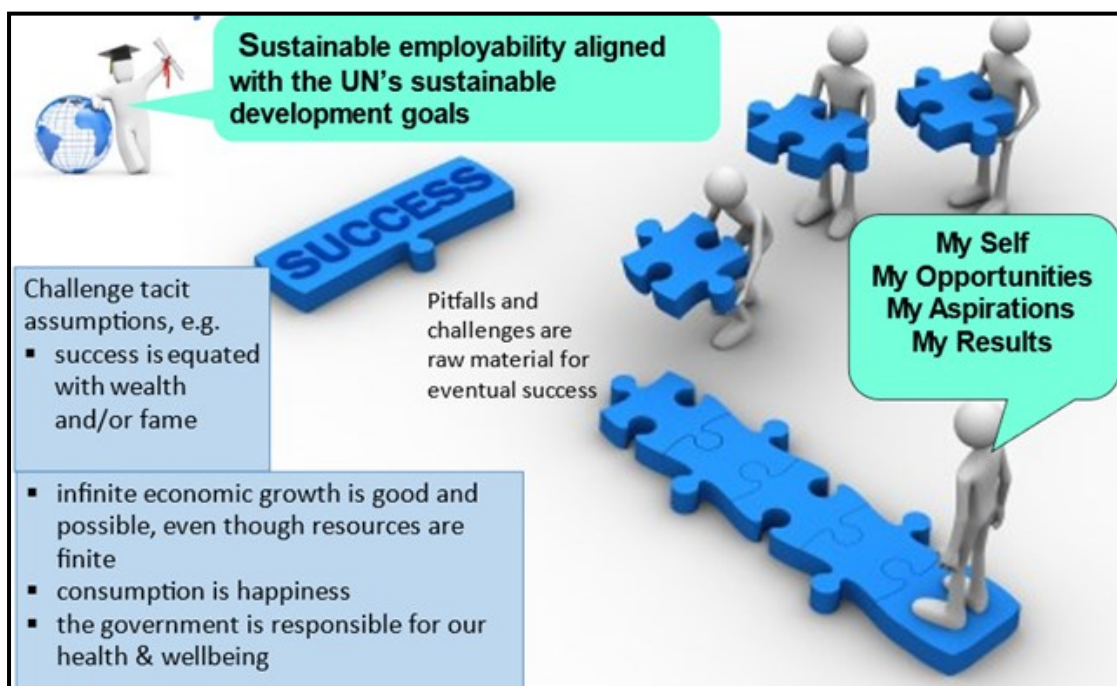 Sustainable employability aligned
with the UN’s sustainable
development goals
SUCCESS
My Self
My Opportunities
My Aspirations
My Results
Challenge tacit
assumptions, e.g.
▪ success is equated
with wealth
and/or fame
Pitfalls and
challenges are
raw material for
eventual success
▪ infinite economic growth is good and
possible, even though resources are
finite
▪ consumption is happiness
▪ the government is responsible for our
health & wellbeing